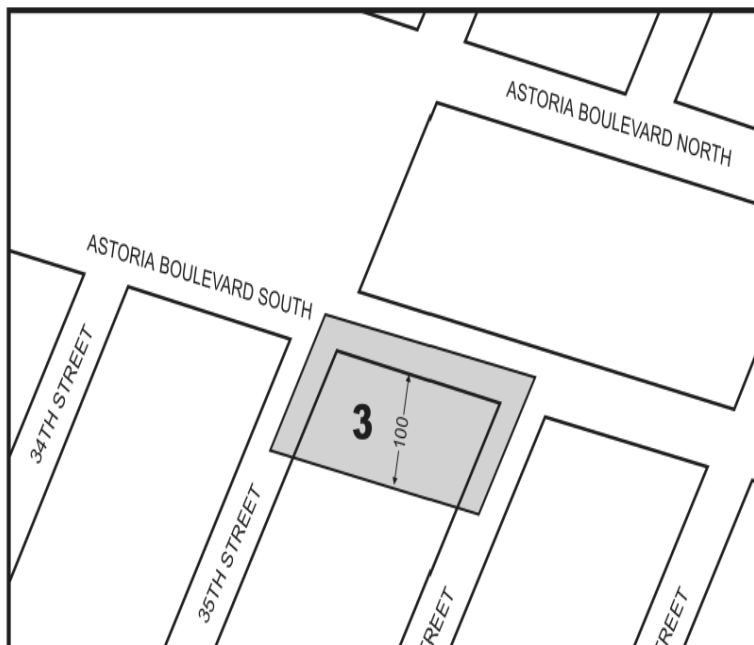 ASTORIA BOULEVARD NORTH
ASTORIA BOULEVARD SOUTH
34TH STREET
3
100
35TH STREET